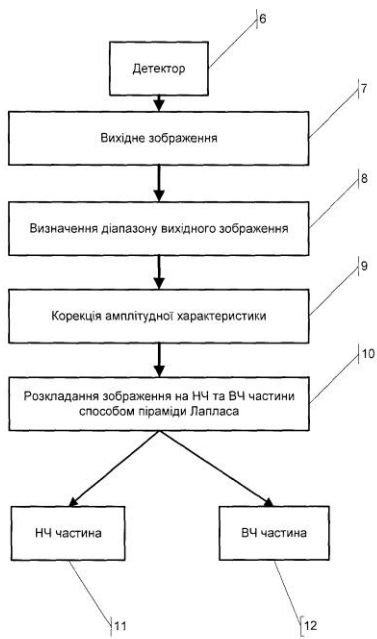 6
Детектор
7
Вихідне зображення
8
Визначення діапазону вихідного зображення
9
Корекція амплітудної характеристики
10
Розкладання зображення на НЧ та ВЧ частини
способом піраміди Лапласа
НЧ частина
ВЧ частина
11
12